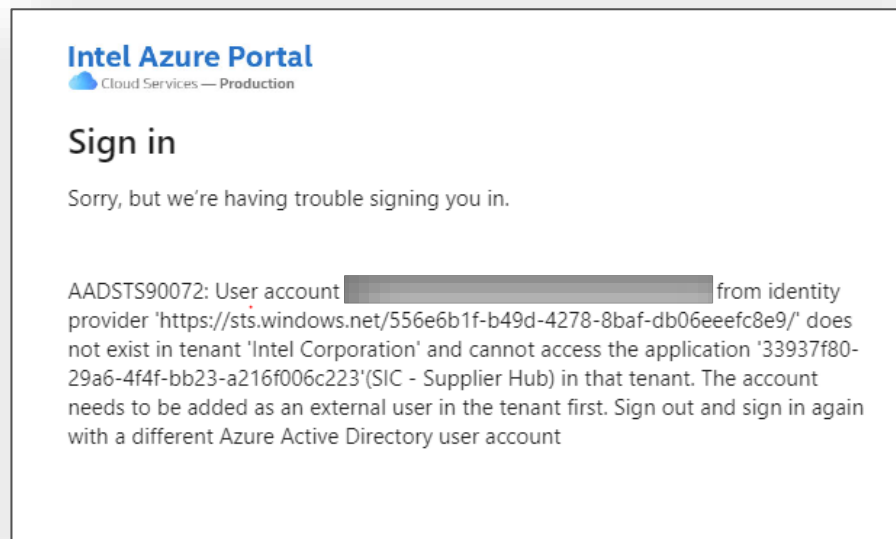 Intel Azure Portal
Cloud Services — Production
Sign in
Sorry, but we're having trouble signing you in.
AADSTS90072: User account from identity
provider 'https://sts.windows.net/556e6b1f-b49d-4278-8baf-db06eeefc8e9/' does
not exist in tenant 'Intel Corporation' and cannot access the application '33937f80-
29a6-4f4f-bb23-a216f006c223'(SIC - Supplier Hub) in that tenant. The account
needs to be added as an external user in the tenant first. Sign out and sign in again
with a different Azure Active Directory user account